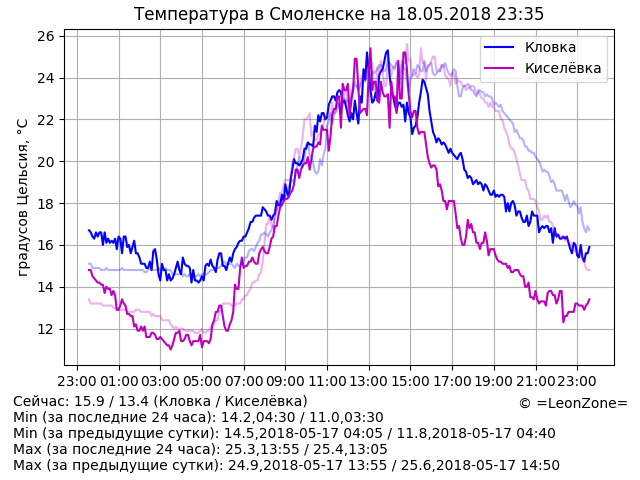 Температура в Смоленске на 18.05.2018 23:35
26
24
22
20
18
16
14
12
градусов Цельсия, °C
Кловка
Киселёвка
23:00 01:00 03:00 05:00 07:00 09:00 11:00 13:00 15:00 17:00 19:00 21:00 23:00
Сейчас: 15.9 / 13.4 (Кловка / Киселёвка)
© =LeonZone=
Min (за последние 24 часа): 14.2,04:30 / 11.0,03:30
Min (за предыдущие сутки): 14.5,2018-05-17 04:05 / 11.8,2018-05-17 04:40
Max (за последние 24 часа): 25.3,13:55 / 25.4,13:05
Max (за предыдущие сутки): 24.9,2018-05-17 13:55 / 25.6,2018-05-17 14:50